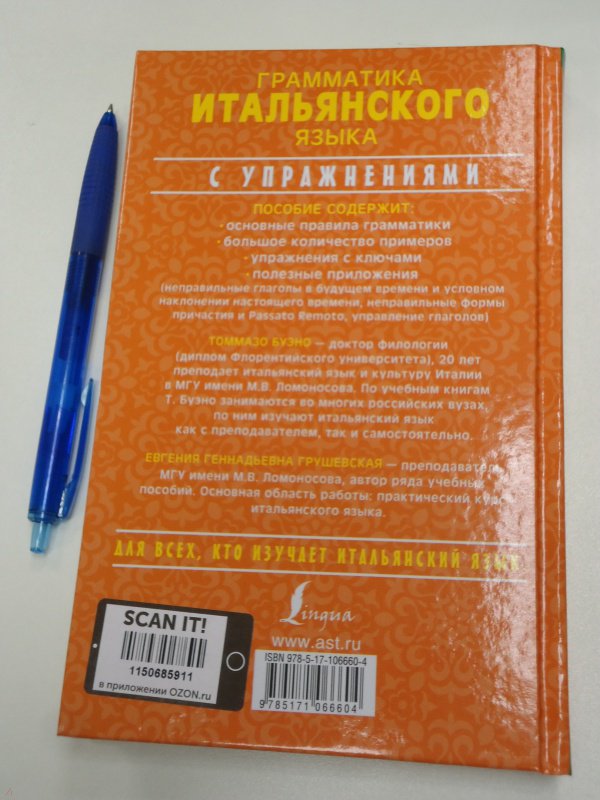 ГРАММАТИКА
ИТАЛЬЯНСКОГО
ЯЗЫКА
С УПРАЖНЕНИЯМИ
ПОСОБИЕ СОДЕРЖИТ:
· основные правила грамматики
· большое количество примеров
· упражнения с ключами
· полезные приложения
(неправильные глаголы в будущем времени и условном
наклонении настоящего времени, неправильные формы
причастия и Passato Remoto, управление глаголов)
ТОММАЗО БУЭНО — доктор филологии
(диплом Флорентийского университета), 20 лет
преподает итальянский язык и культуру Италии
в МГУ имени М.В. Ломоносова. По учебным книгам
Т. Буэно занимаются во многих российских вузах,
по ним изучают итальянский язык
как с преподавателем, так и самостоятельно.
ЕВГЕНИЯ ГЕННАДЬЕВНА ГРУШЕВСКАЯ — преподаватель
МГУ имени М.В. Ломоносова, автор ряда учебных
пособий. Основная область работы: практический курс
итальянского языка.
ДЛЯ ВСЕХ, КТО ИЗУЧАЕТ ИТАЛЬЯНСКИЙ ЯЗЫК
Lingua
www.ast.ru
SCAN IT!
1150685911
в приложении OZON.ru
ISBN 978-5-17-106660-4
9785171066604